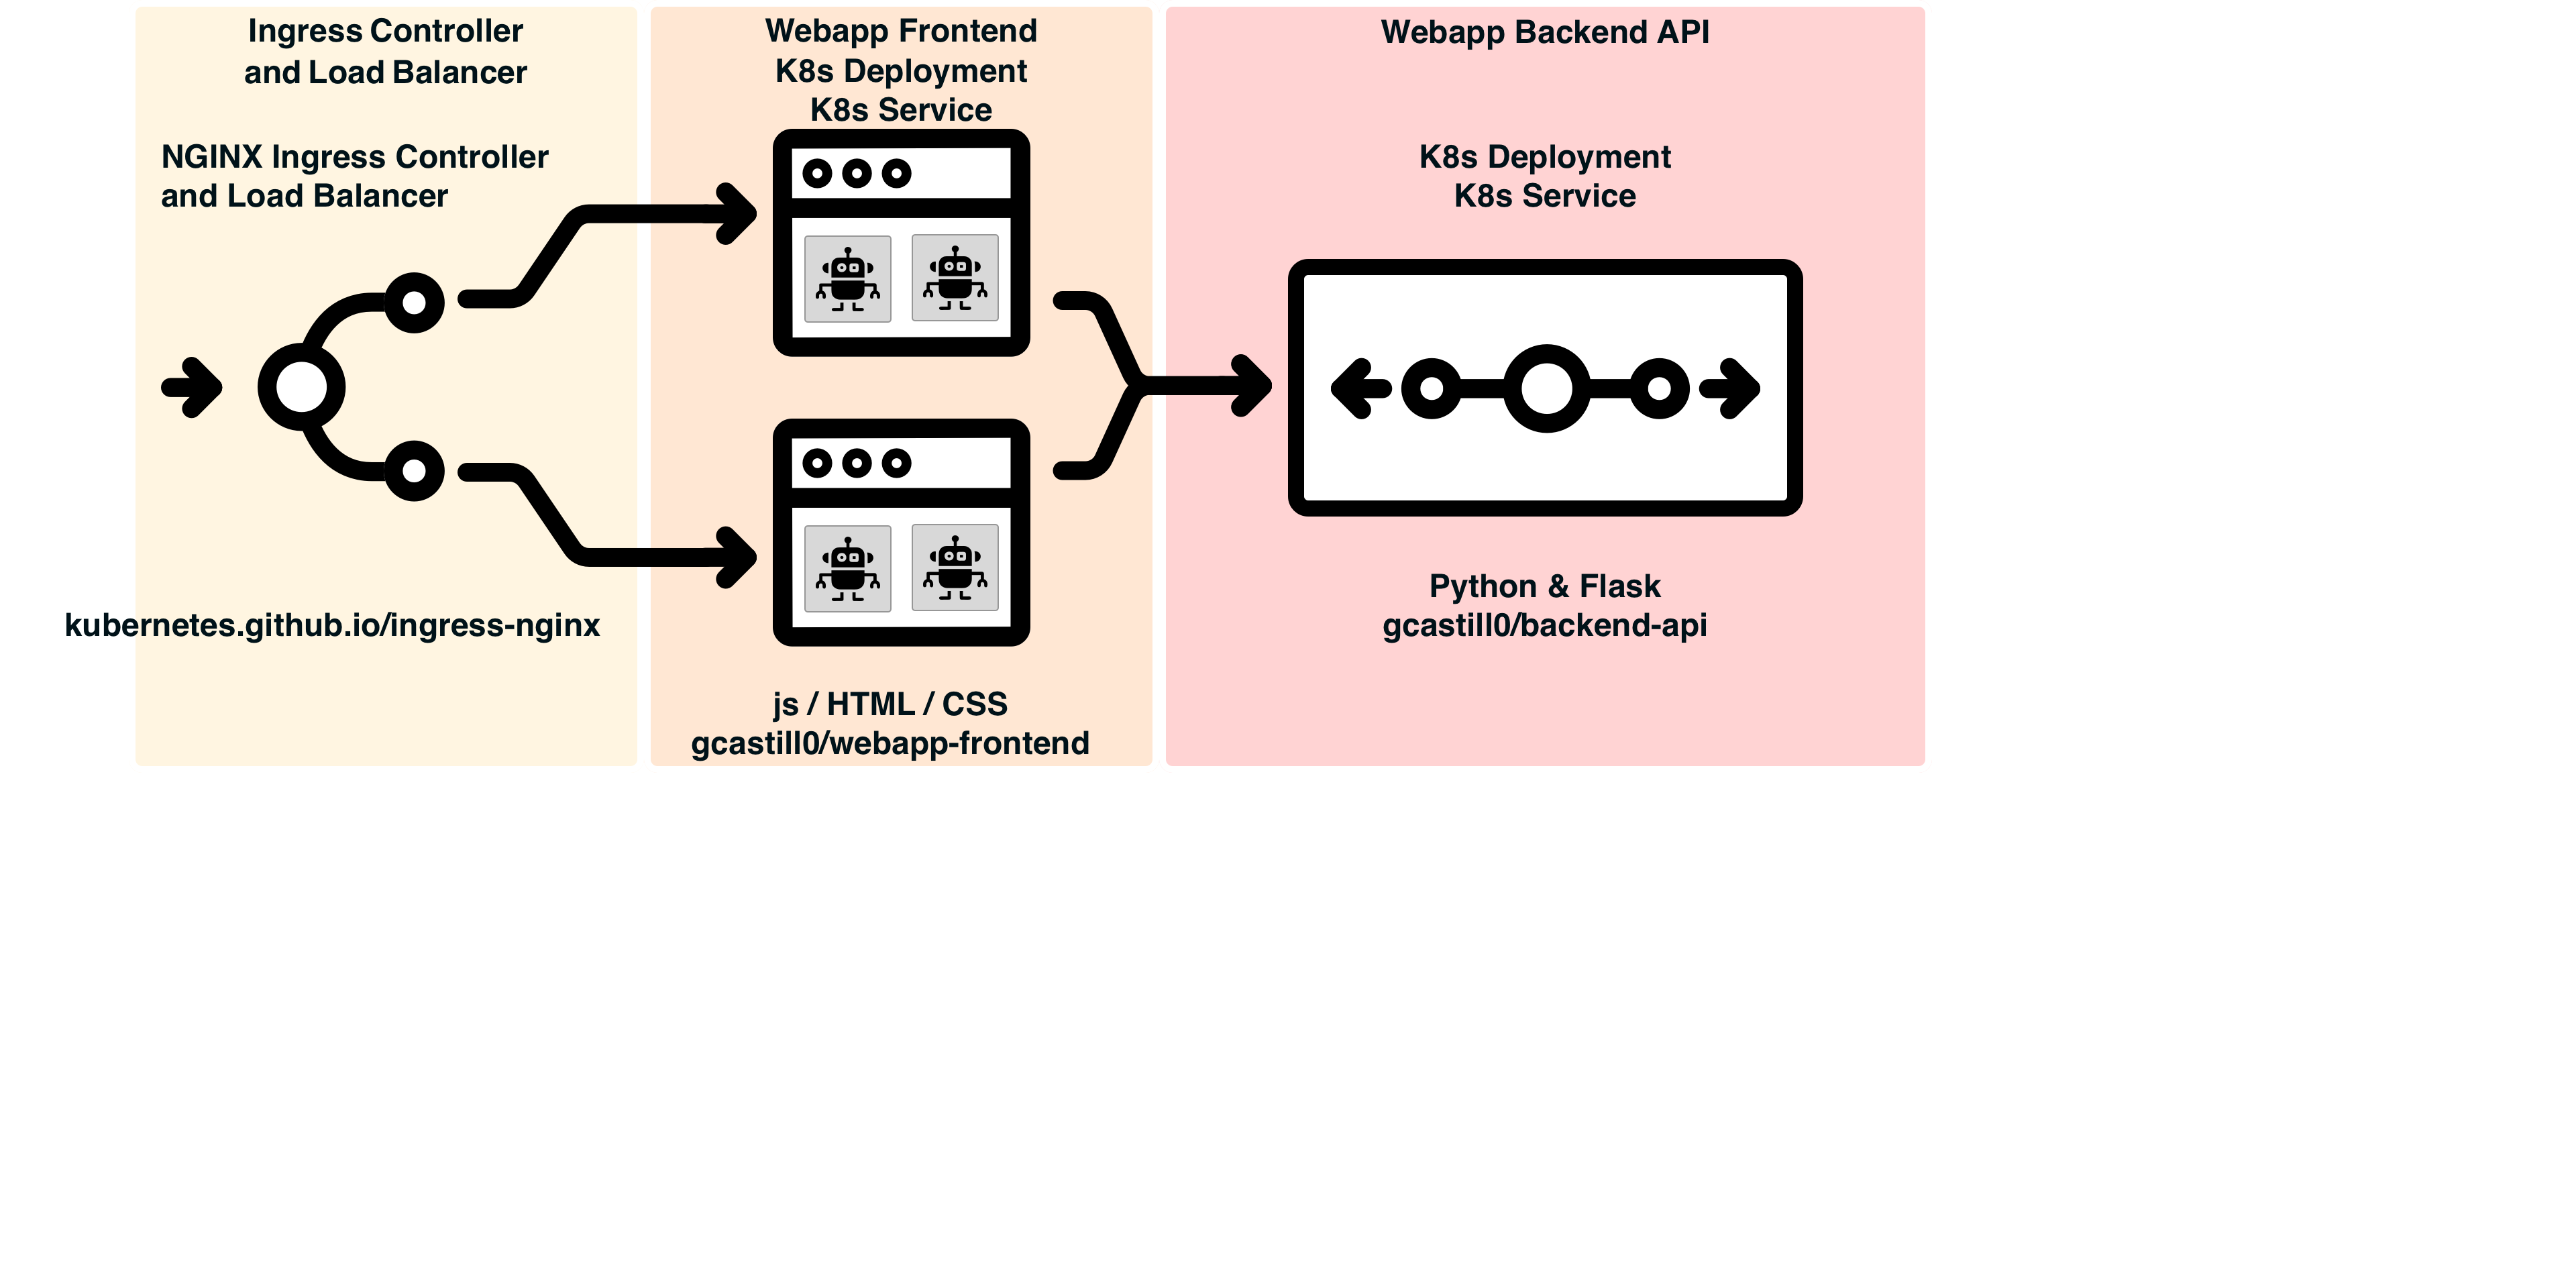 Ingress Controller
and Load Balancer
NGINX Ingress Controller
and Load Balancer
kubernetes.github.io/ingress-nginx
Webapp Frontend
K8s Deployment
K8s Service
js / HTML / CSS
gcastill0/webapp-frontend
Webapp Backend API
K8s Deployment
K8s Service
Python & Flask
gcastill0/backend-api